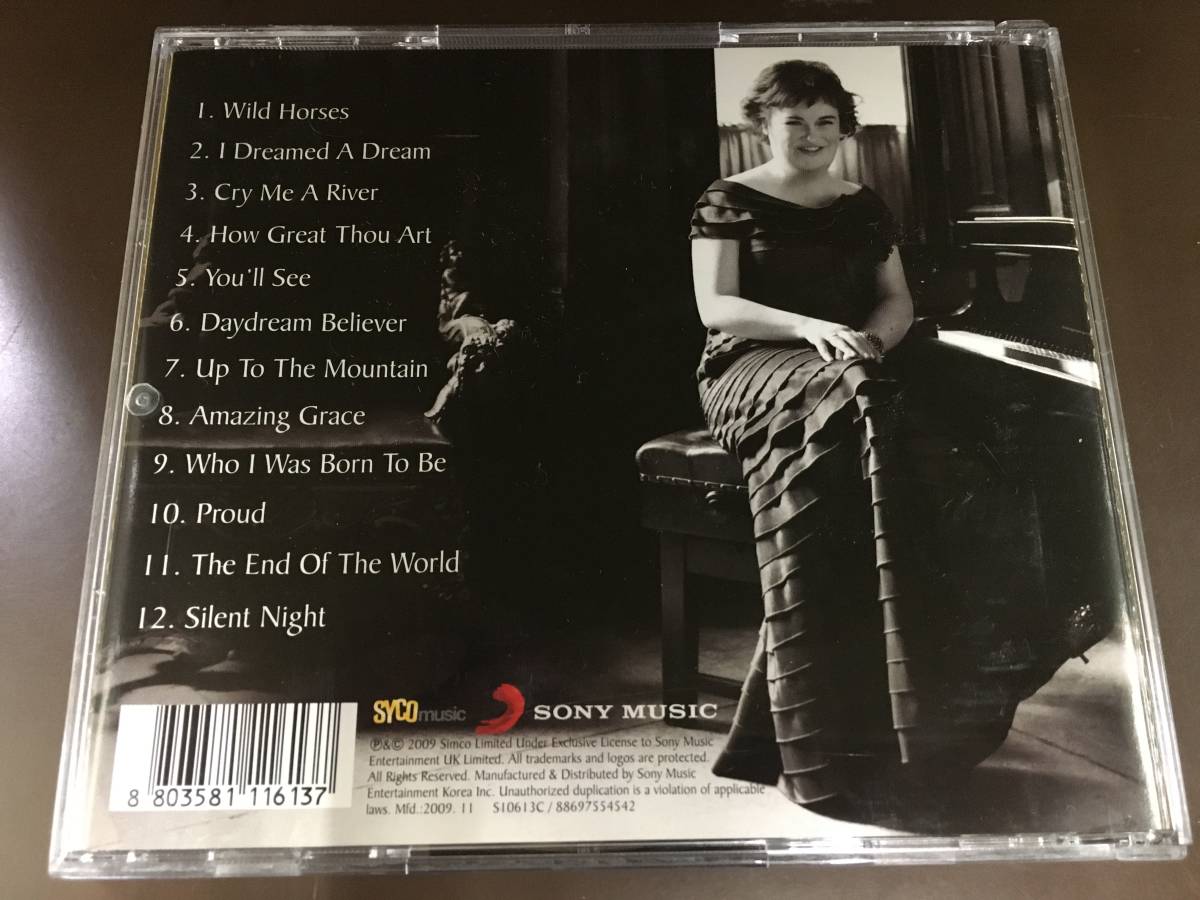 1. Wild Horses
2. I Dreamed A Dream
3. Cry Me A River
4. How Great Thou Art
5. You'll See
6. Daydream Believer
7. Up To The Mountain
8. Amazing Grace
9. Who I Was Born To Be
10. Proud
11. The End Of The World
12. Silent Night
SYCOmusic SONY MUSIC
℗&© 2009 Simco Limited Under Exclusive License to Sony Music
Entertainment UK Limited. All trademarks and logos are protected.
All Rights Reserved. Manufactured & Distributed by Sony Music
Entertainment Korea Inc. Unauthorized duplication is a violation of applicable
laws. Mfd.:2009. 11 S10613C / 88697554542
8 803581 116137